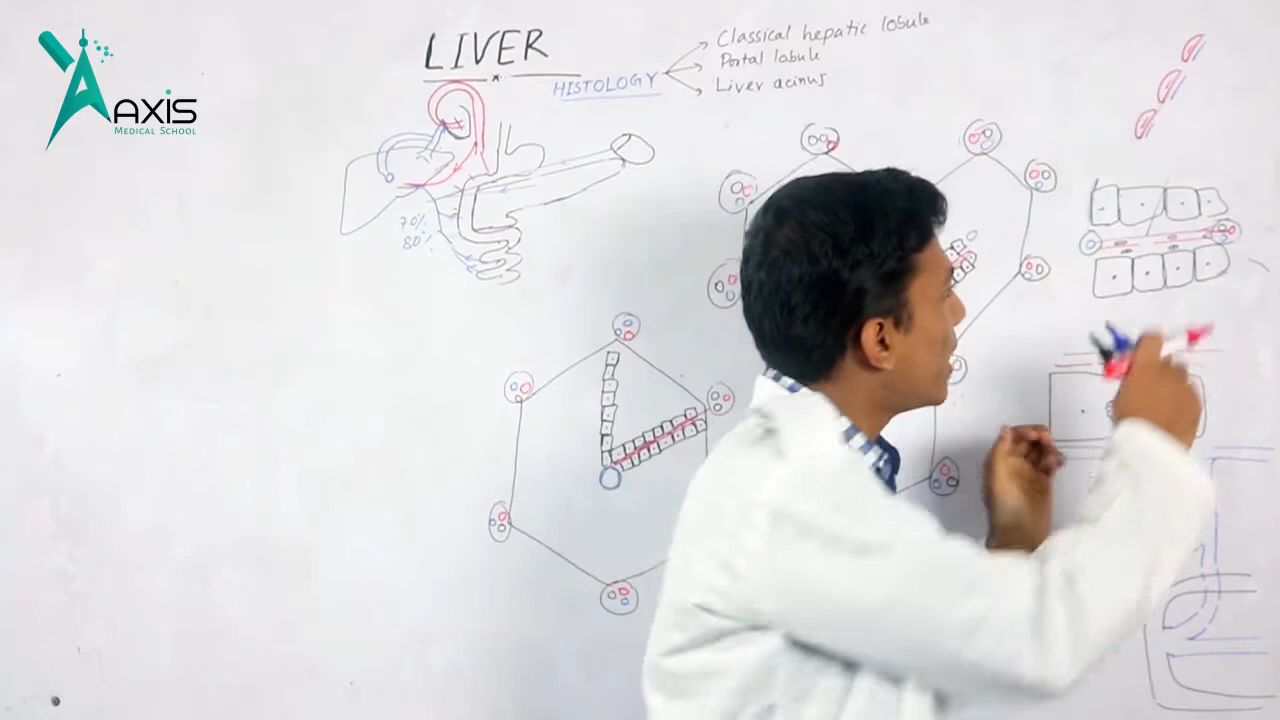 AXIS
MEDICAL SCHOOL
LIVER
HISTOLOGY
Classical hepatic lobule
Portal lobule
Liver acinus
70%
80%